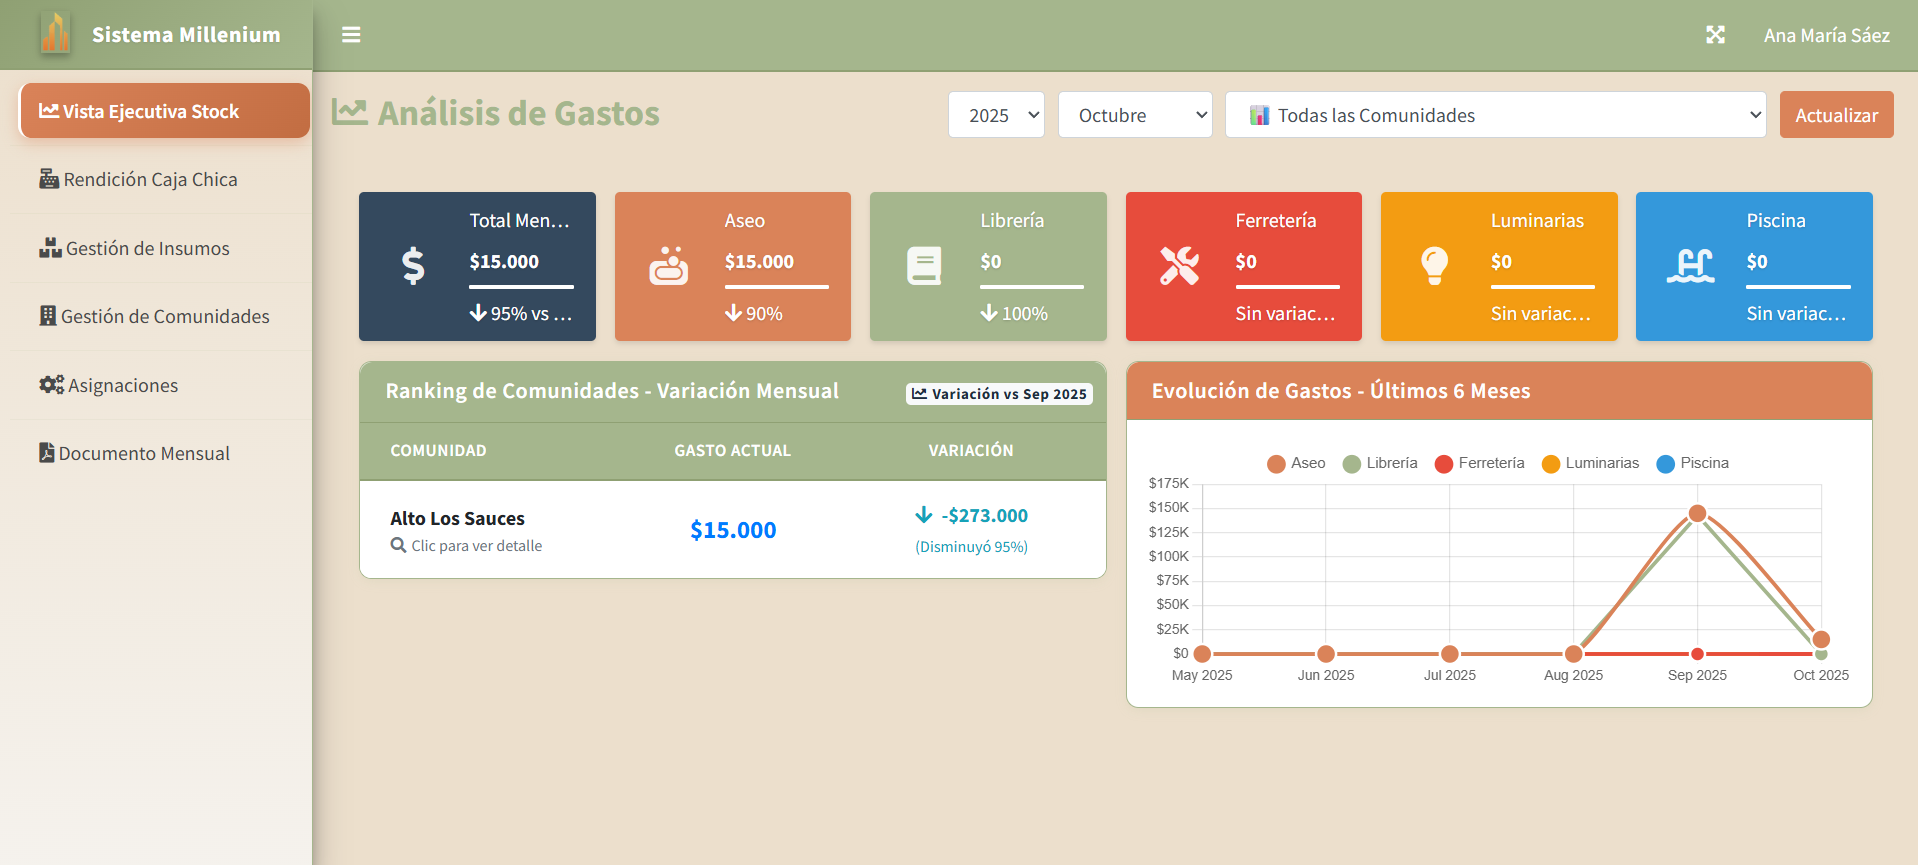 Sistema Millenium
Ana María Sáez
Vista Ejecutiva Stock
Rendición Caja Chica
Gestión de Insumos
Gestión de Comunidades
Asignaciones
Documento Mensual
Análisis de Gastos
2025
Octubre
Todas las Comunidades
Actualizar
Total Men...
$15.000
95% vs ...
Aseo
$15.000
90%
Librería
$0
100%
Ferretería
$0
Sin variac...
Luminarias
$0
Sin variac...
Piscina
$0
Sin variac...
Ranking de Comunidades - Variación Mensual
Variación vs Sep 2025
COMUNIDAD GASTO ACTUAL VARIACIÓN
Alto Los Sauces
Clic para ver detalle
$15.000
-$273.000
(Disminuyó 95%)
Evolución de Gastos - Últimos 6 Meses
Aseo Librería Ferretería Luminarias Piscina
$175K
$150K
$125K
$100K
$75K
$50K
$25K
$0
May 2025 Jun 2025 Jul 2025 Aug 2025 Sep 2025 Oct 2025